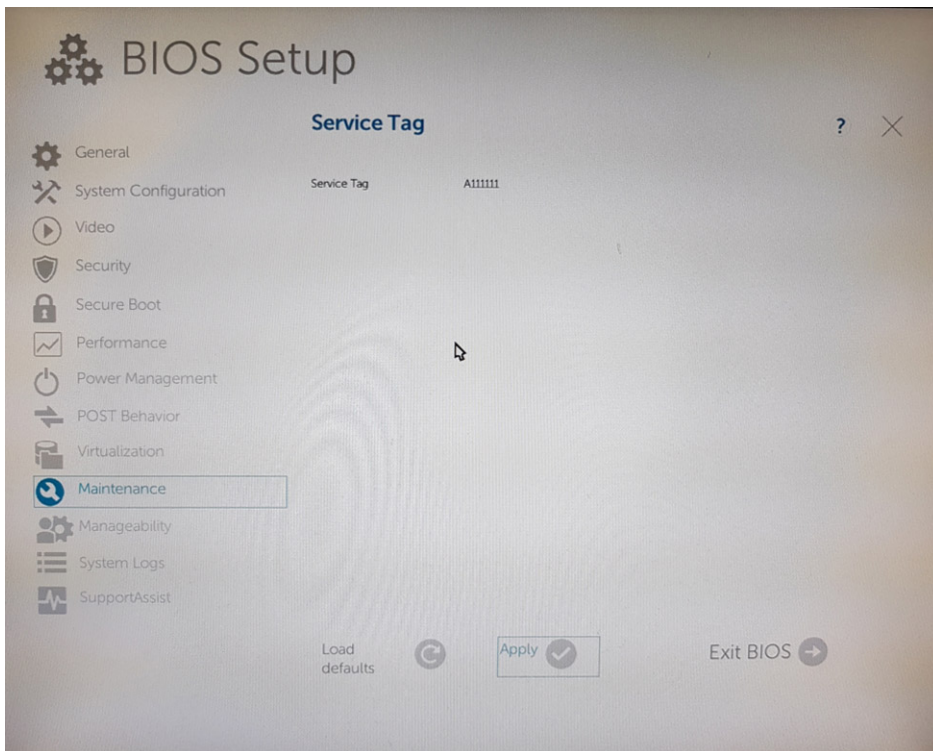 BIOS Setup
Service Tag
?
General
System Configuration
Video
Security
Secure Boot
Performance
Power Management
POST Behavior
Virtualization
Maintenance
Manageability
System Logs
SupportAssist
Service Tag A111111
Load
defaults
Apply
Exit BIOS